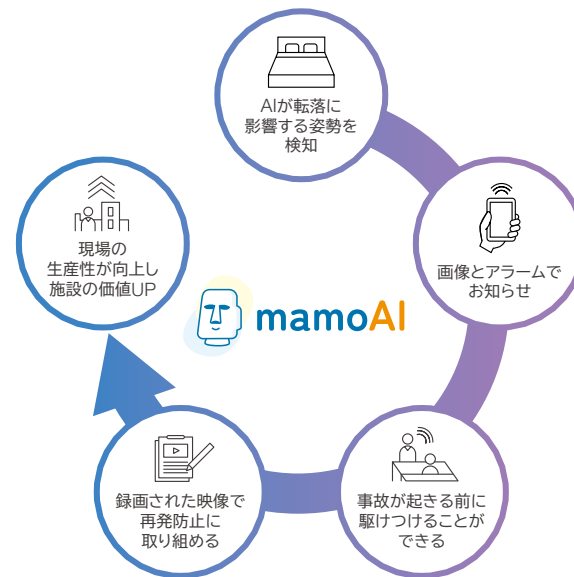 AIが転落に
影響する姿勢を
検知
画像とアラームで
お知らせ
事故が起きる前に
駆けつけることが
できる
録画された映像で
再発防止に
取り組める
現場の
生産性が向上し
施設の価値UP
mamoAI